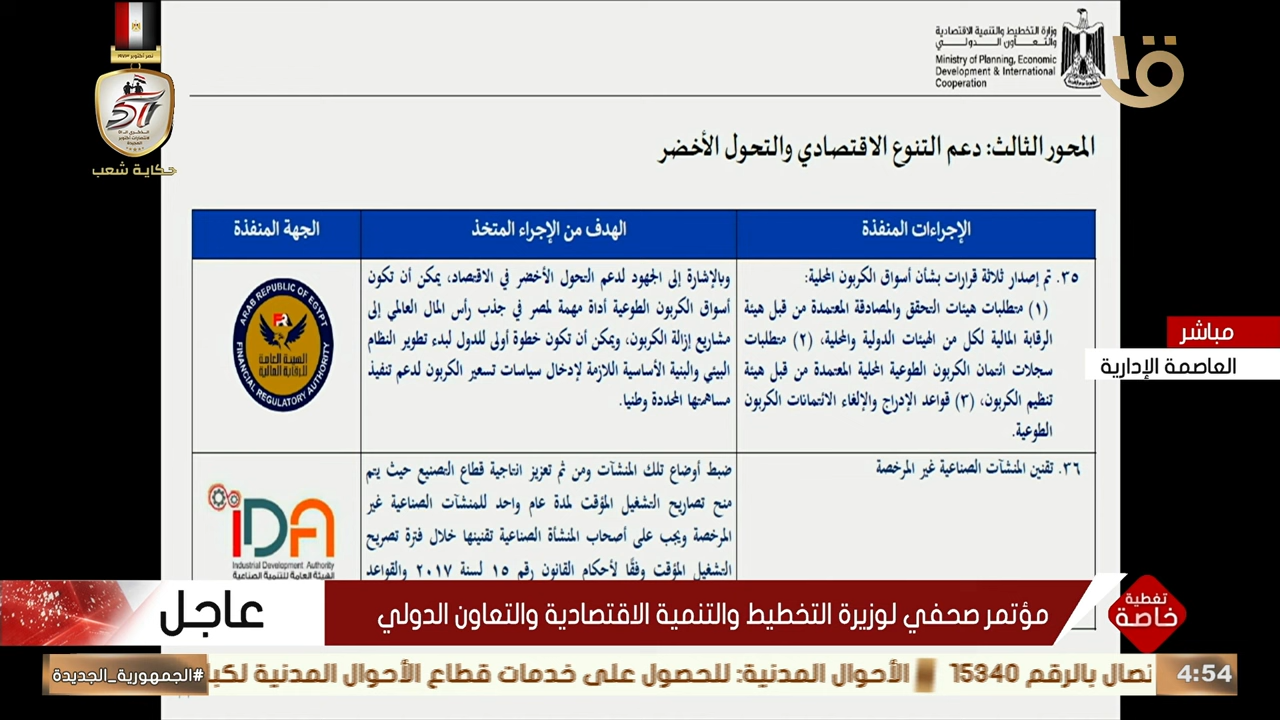 وزارة التخطيط والتنمية الاقتصادية
والتعاون الدولي
Ministry of Planning, Economic
Development & International
Cooperation
نصر أكتوبر ١٩٧٣
حكاية شعب
المحور الثالث: دعم التنوع الاقتصادي والتحول الأخضر
الإجراءات المنفذة
الهدف من الإجراء المتخذ
الجهة المنفذة
٣٥. تم إصدار ثلاثة قرارات بشأن أسواق الكربون المحلية:
(١) متطلبات هيئات التحقق والمصادقة المعتمدة من قبل هيئة
الرقابة المالية لكل من الهيئات الدولية والمحلية، (٢) متطلبات
سجلات ائتمان الكربون الطوعية المحلية المعتمدة من قبل هيئة
تنظيم الكربون، (٣) قواعد الإدراج والإلغاء الائتمانات الكربون
الطوعية.
وبالإشارة إلى الجهود لدعم التحول الأخضر في الاقتصاد، يمكن أن تكون
أسواق الكربون الطوعية أداة مهمة لمصر في جذب رأس المال العالمي إلى
مشاريع إزالة الكربون، ويمكن أن تكون خطوة أولى للدول لبدء تطوير النظام
البيئي والبنية الأساسية اللازمة لإدخال سياسات تسعير الكربون لدعم تنفيذ
مساهمتها المحددة وطنيا.
ARAB REPUBLIC OF EGYPT
FRA
الهيئة العامة
للرقابة المالية
FINANCIAL REGULATORY AUTHORITY
٣٦. تقنين المنشآت الصناعية غير المرخصة
ضبط أوضاع تلك المنشآت ومن ثم تعزيز انتاجية قطاع التصنيع حيث يتم
منح تصاريح التشغيل المؤقت لمدة عام واحد للمنشآت الصناعية غير
المرخصة ويجب على أصحاب المنشأة الصناعية تقنينها خلال فترة تصريح
التشغيل المؤقت وفقًا لأحكام القانون رقم ١٥ لسنة ٢٠١٧ والقواعد
IDA
Industrial Development Authority
الهيئة العامة للتنمية الصناعية
مباشر
العاصمة الإدارية
تغطية
خاصة
مؤتمر صحفي لوزيرة التخطيط والتنمية الاقتصادية والتعاون الدولي
عاجل
4:54
تصال بالرقم 15340
الأحوال المدنية: للحصول على خدمات قطاع الأحوال المدنية لكبا
#الجمهورية_الجديدة